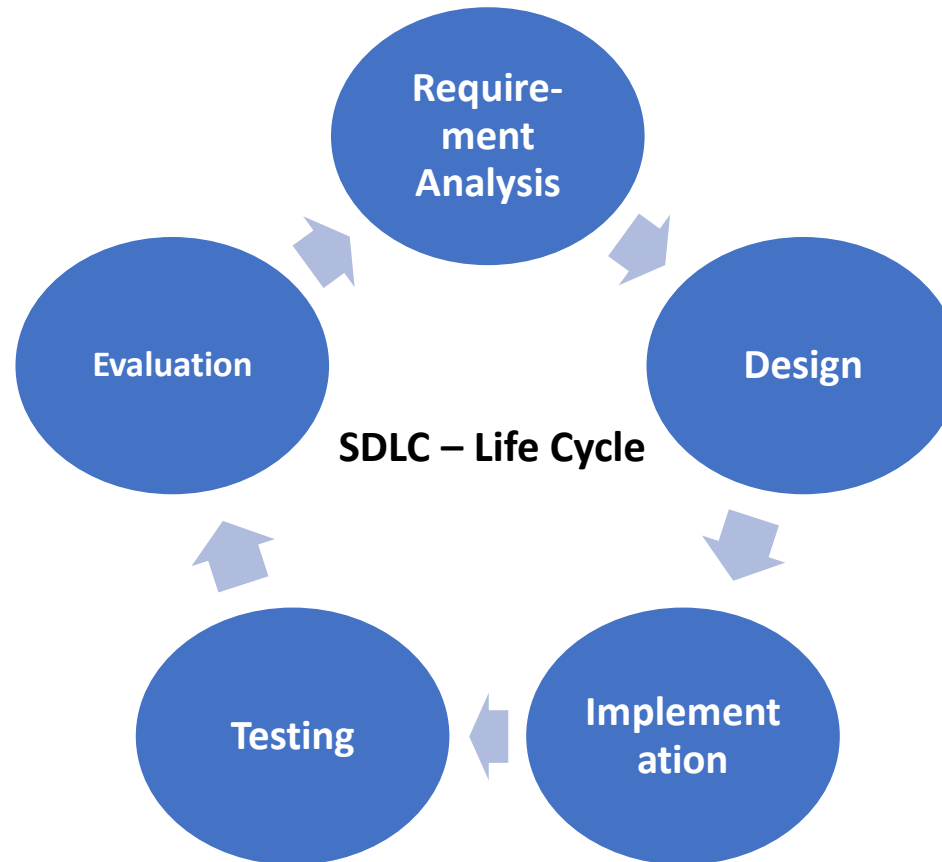 Require-
ment
Analysis
Design
Implement
ation
Testing
Evaluation
SDLC – Life Cycle